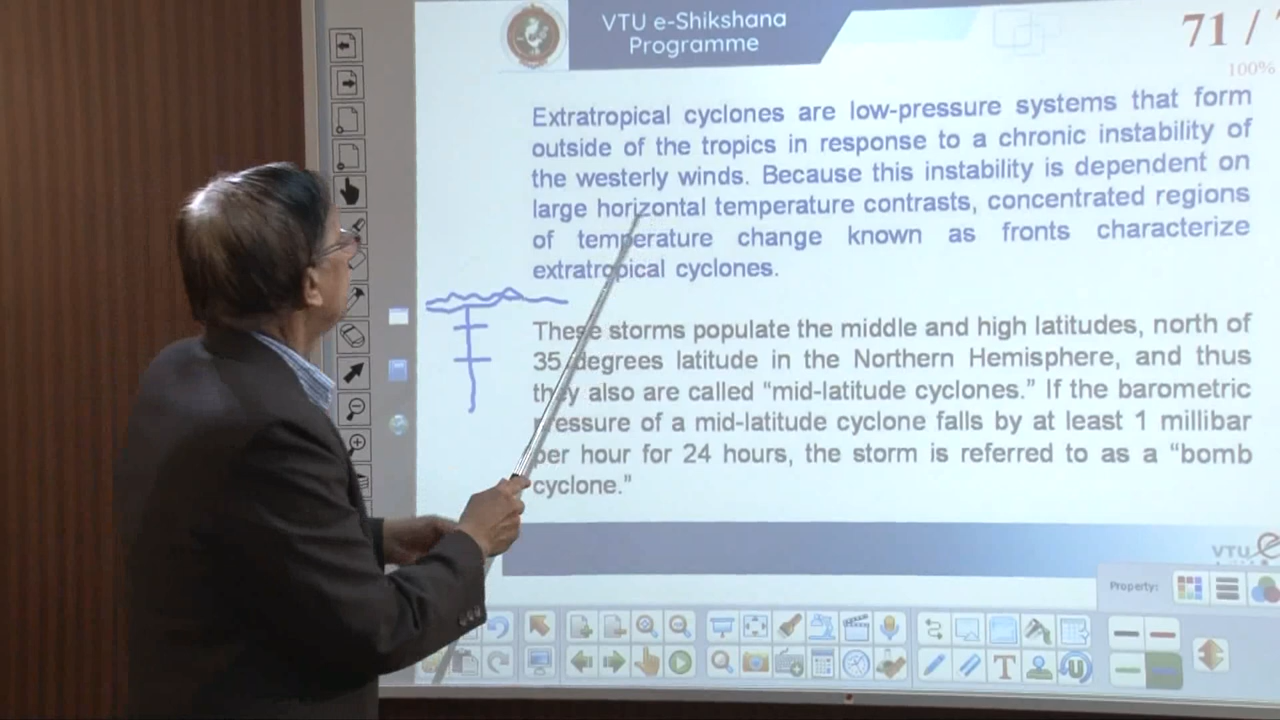 VTU e-Shikshana
Programme
71 /
100%
Extratropical cyclones are low-pressure systems that form
outside of the tropics in response to a chronic instability of
the westerly winds. Because this instability is dependent on
large horizontal temperature contrasts, concentrated regions
of temperature change known as fronts characterize
extratropical cyclones.
These storms populate the middle and high latitudes, north of
35 degrees latitude in the Northern Hemisphere, and thus
they also are called “mid-latitude cyclones.” If the barometric
pressure of a mid-latitude cyclone falls by at least 1 millibar
per hour for 24 hours, the storm is referred to as a “bomb
cyclone.”
VTU
Property: